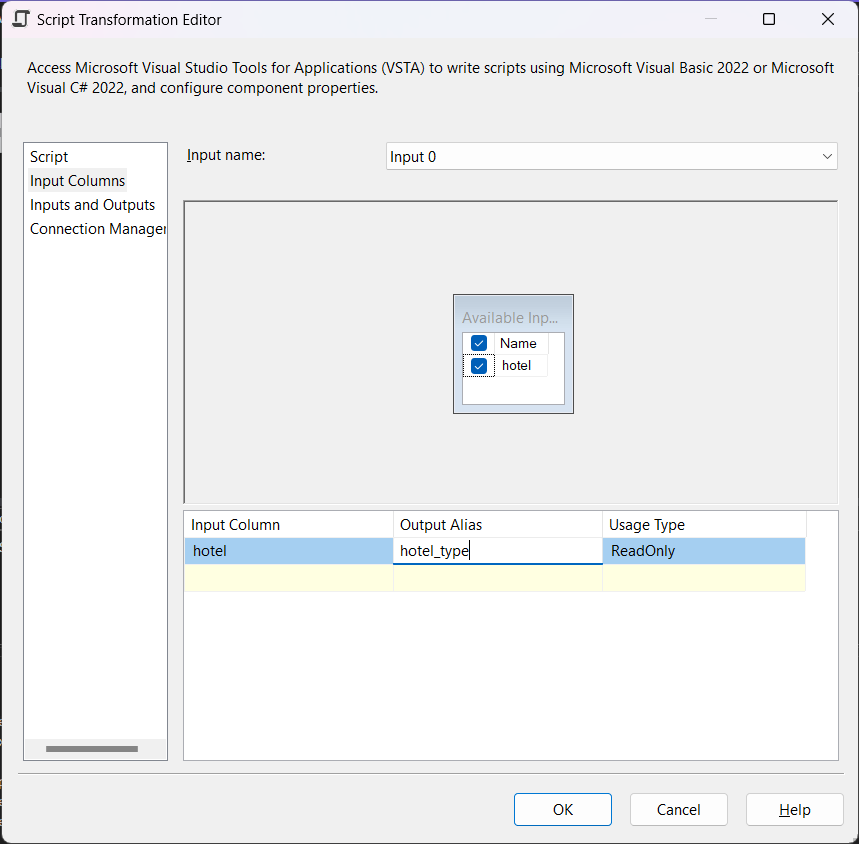 Script Transformation Editor
Access Microsoft Visual Studio Tools for Applications (VSTA) to write scripts using Microsoft Visual Basic 2022 or Microsoft
Visual C# 2022, and configure component properties.
Script
Input Columns
Inputs and Outputs
Connection Manager
Input name:
Input 0
Available Inp...
Name
hotel
Input Column Output Alias Usage Type
hotel hotel_type ReadOnly
OK Cancel Help